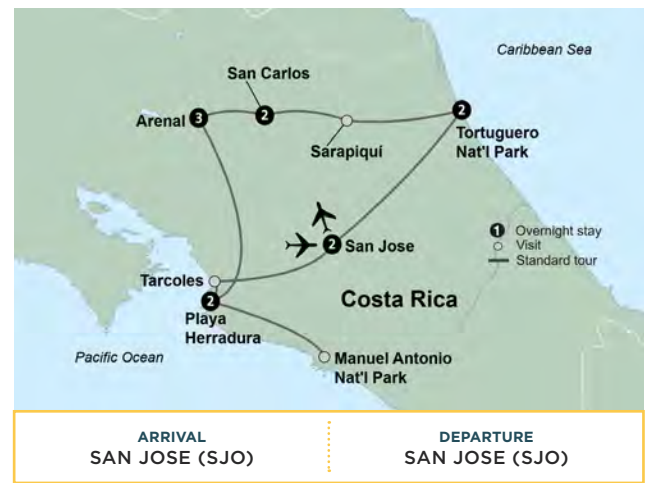 Caribbean Sea
San Carlos
2
Arenal
3
Sarapiquí
2
Tortuguero
Nat'l Park
1 Overnight stay
Visit
Standard tour
2
San Jose
Tarcoles
2
Playa
Herradura
Costa Rica
Pacific Ocean
Manuel Antonio
Nat'l Park
ARRIVAL
SAN JOSE (SJO)
DEPARTURE
SAN JOSE (SJO)